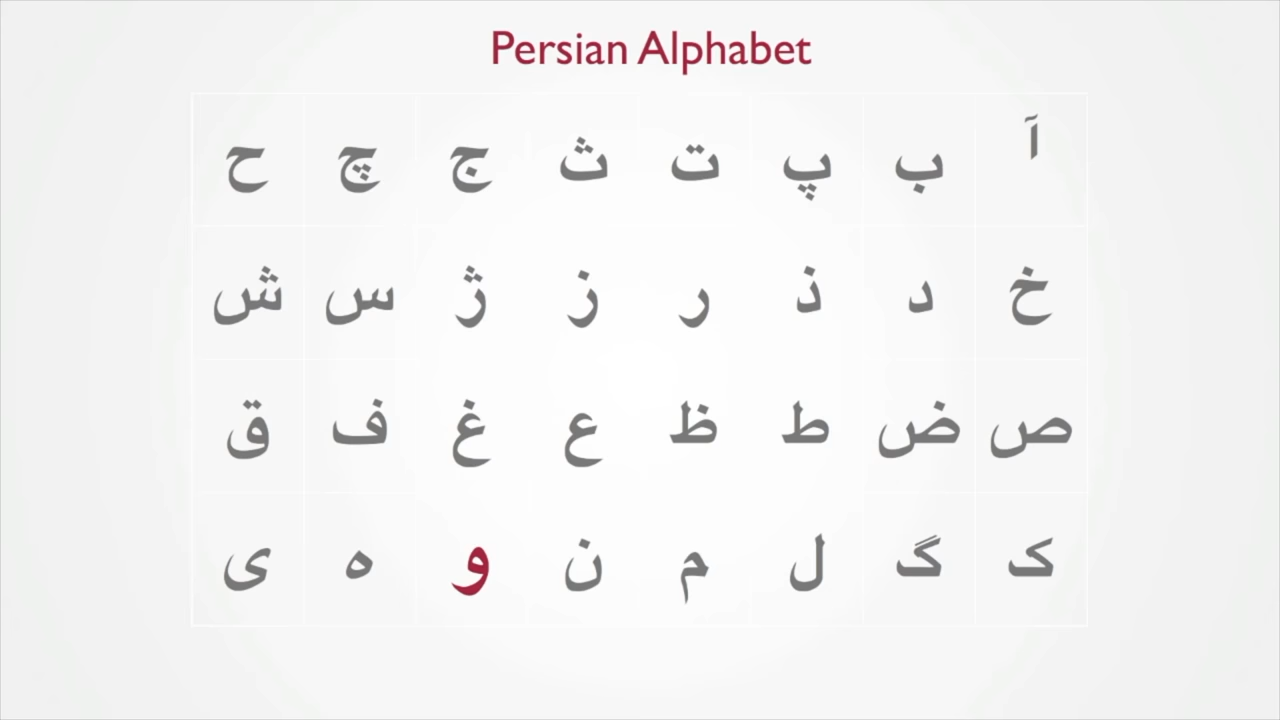 Persian Alphabet
آ ب پ ت ث ج چ ح
خ د ذ ر ز ژ س ش
ص ض ط ظ ع غ ف ق
ک گ ل م ن و ه ی